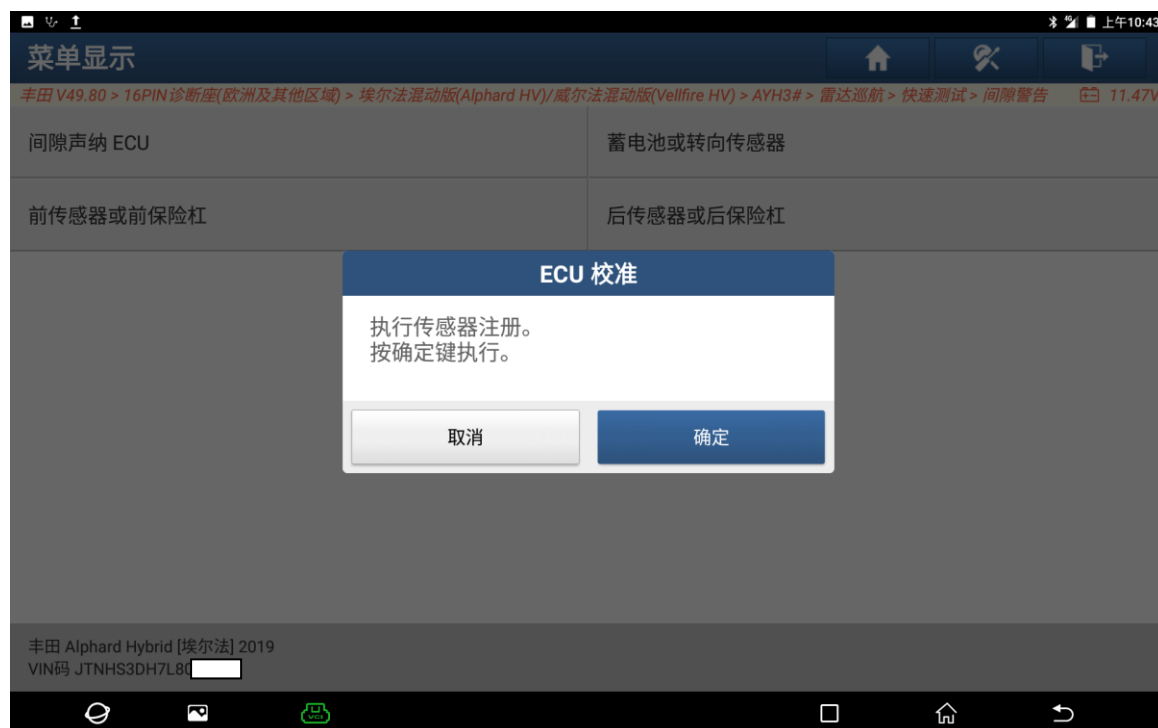 4G 上午10:43
菜单显示
丰田 V49.80 > 16PIN诊断座(欧洲及其他区域) > 埃尔法混动版(Alphard HV)/威尔法混动版(Vellfire HV) > AYH3# > 雷达巡航 > 快速测试 > 间隙警告 11.47V
间隙声纳 ECU 蓄电池或转向传感器
前传感器或前保险杠 后传感器或后保险杠
ECU 校准
执行传感器注册。
按确定键执行。
取消 确定
丰田 Alphard Hybrid [埃尔法] 2019
VIN码 JTNHS3DH7L80
VCI